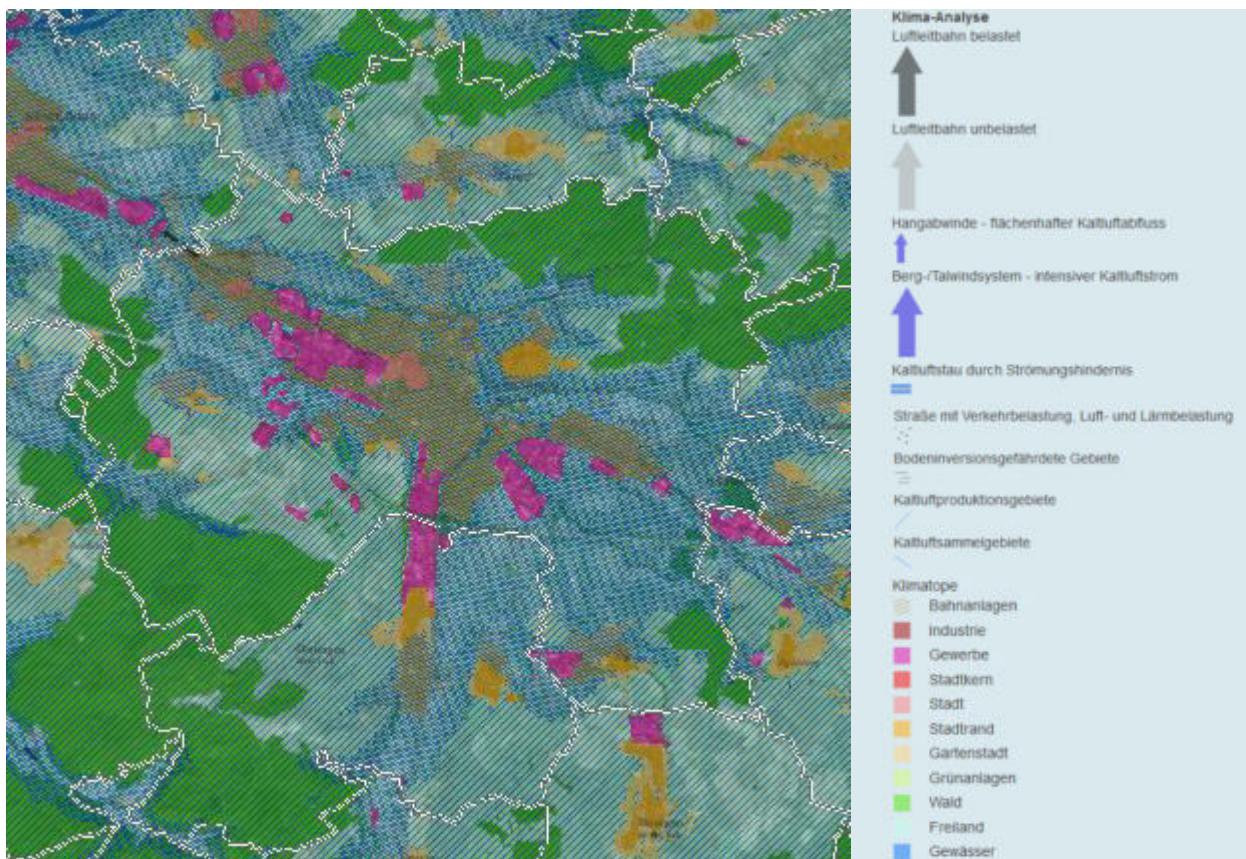 Klima-Analyse
Luftleitbahn belastet
Luftleitbahn unbelastet
Hangabwinde - flächenhafter Kaltluftabfluss
Berg-/Talwindsystem - intensiver Kaltluftstrom
Kaltluftstau durch Strömungshindernis
Straße mit Verkehrbelastung, Luft- und Lärmbelastung
Bodeninversionsgefährdete Gebiete
Kaltluftproduktionsgebiete
Kaltluftsammelgebiete
Klimatope
Bahnanlagen
Industrie
Gewerbe
Stadtkern
Stadt
Stadtrand
Gartenstadt
Grünanlagen
Wald
Freiland
Gewässer